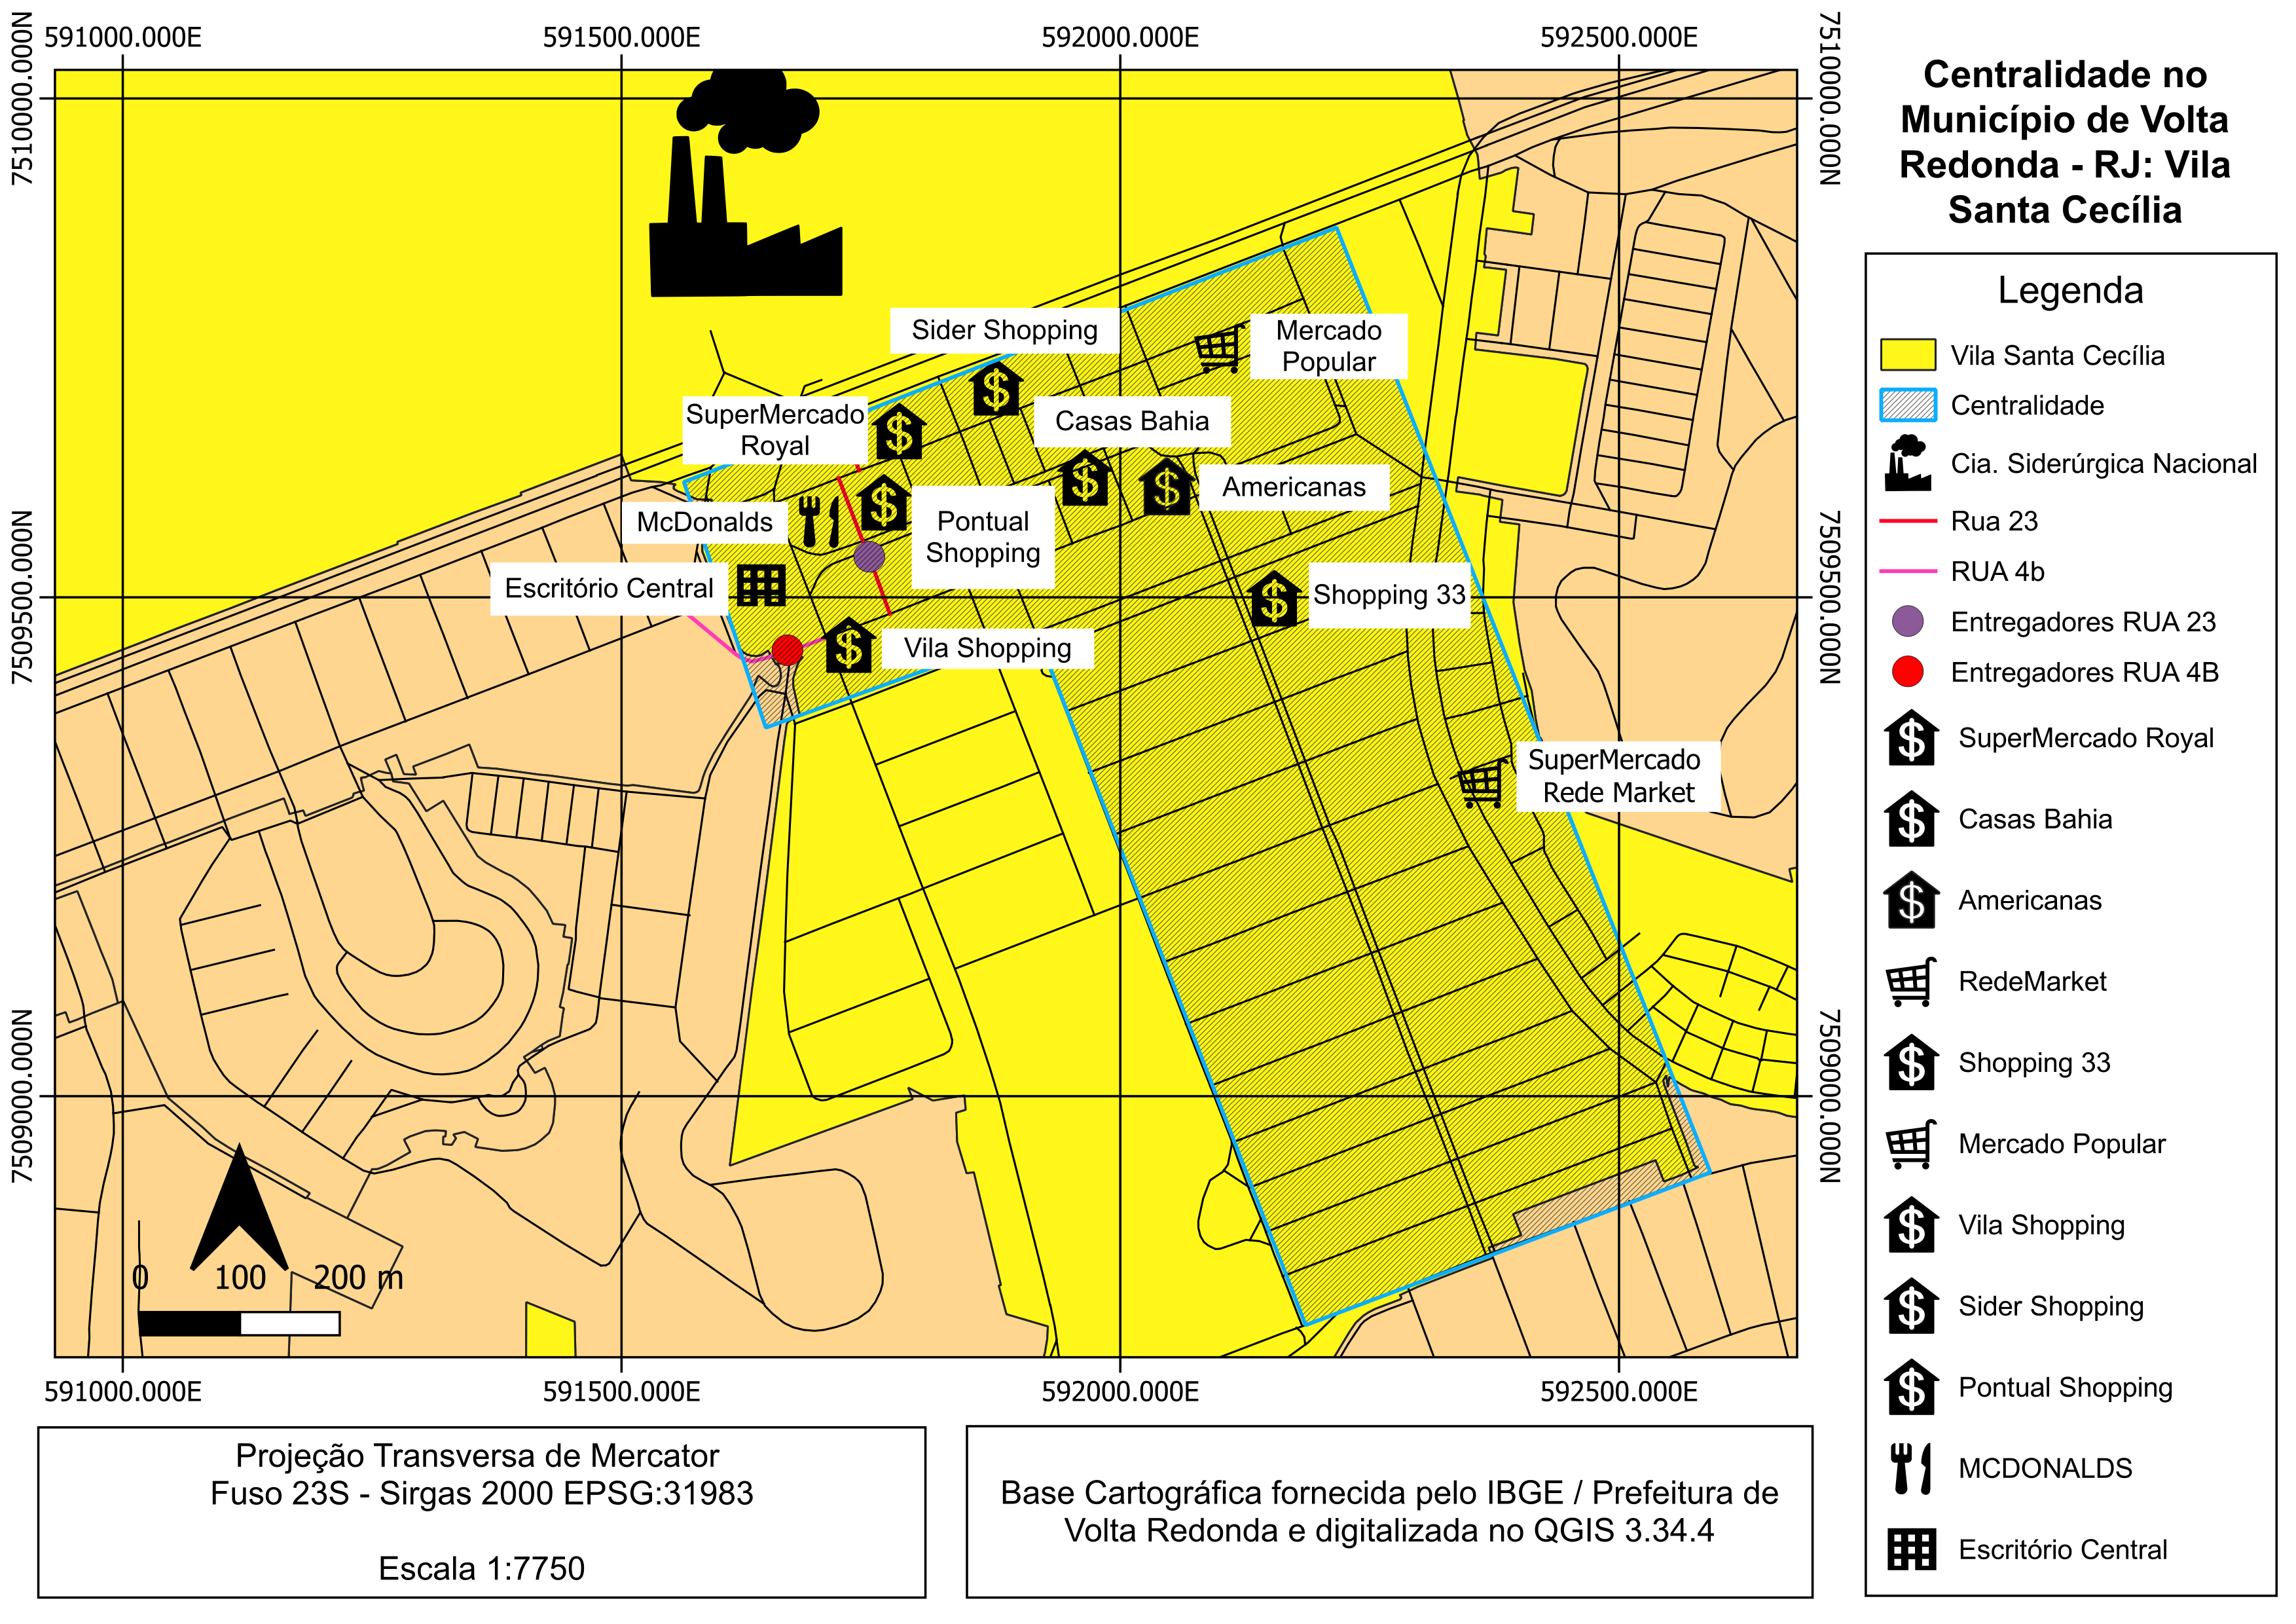 591000.000E
591500.000E
592000.000E
592500.000E
7510000.000N
7510000.000N
Centralidade no
Município de Volta
Redonda - RJ: Vila
Santa Cecília
Sider Shopping
Mercado
Popular
SuperMercado
Royal
Casas Bahia
Americanas
McDonalds
Pontual
Shopping
7509500.000N
7509500.000N
Escritório Central
Shopping 33
Vila Shopping
SuperMercado
Rede Market
7509000.000N
7509000.000N
0 100 200 m
591000.000E
591500.000E
592000.000E
592500.000E
Legenda
Vila Santa Cecília
Centralidade
Cia. Siderúrgica Nacional
Rua 23
RUA 4b
Entregadores RUA 23
Entregadores RUA 4B
SuperMercado Royal
Casas Bahia
Americanas
RedeMarket
Shopping 33
Mercado Popular
Vila Shopping
Sider Shopping
Pontual Shopping
MCDONALDS
Escritório Central
Projeção Transversa de Mercator
Fuso 23S - Sirgas 2000 EPSG:31983
Escala 1:7750
Base Cartográfica fornecida pelo IBGE / Prefeitura de
Volta Redonda e digitalizada no QGIS 3.34.4